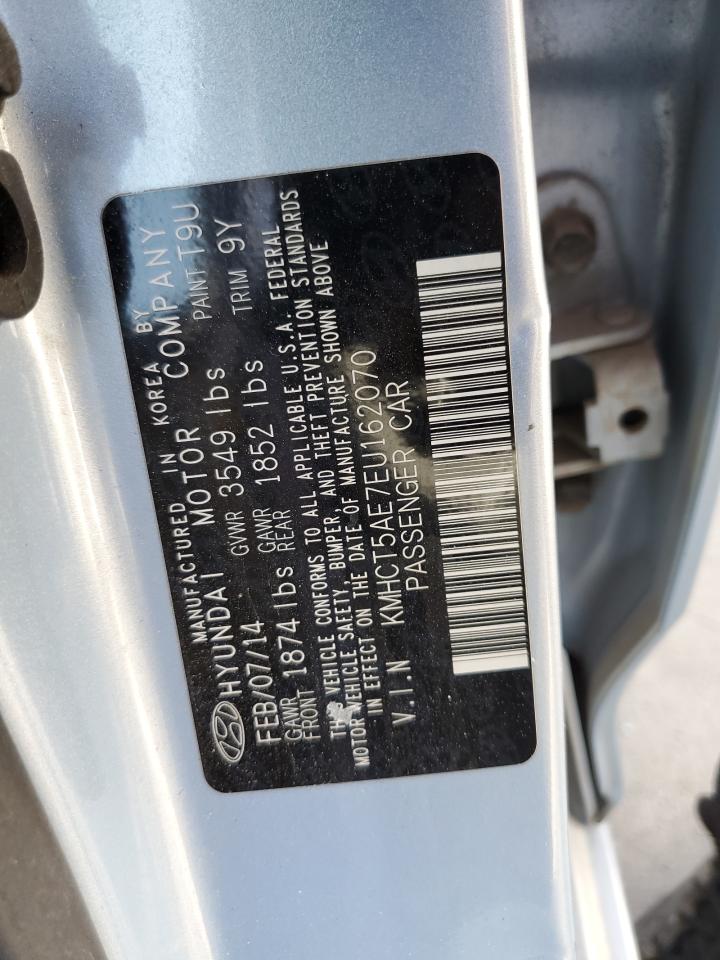 MANUFACTURED IN KOREA BY
HYUNDAI MOTOR COMPANY
FEB/07/14 GVWR 3549 lbs PAINT T9U
GAWR FRONT 1874 lbs GAWR REAR 1852 lbs TRIM 9Y
THIS VEHICLE CONFORMS TO ALL APPLICABLE U.S.A. FEDERAL
MOTOR VEHICLE SAFETY, BUMPER, AND THEFT PREVENTION STANDARDS
IN EFFECT ON THE DATE OF MANUFACTURE SHOWN ABOVE
V.I.N KMHCT5AE7EU162070
PASSENGER CAR